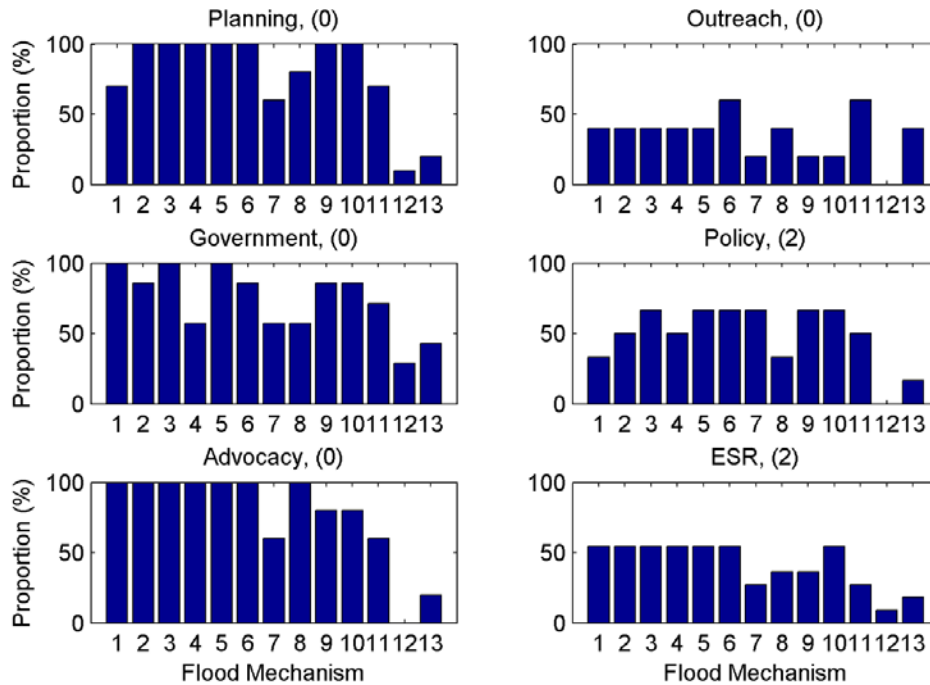 Planning, (0)
Proportion (%)
100
50
0
1 2 3 4 5 6 7 8 9 10 11 12 13
Outreach, (0)
100
50
0
1 2 3 4 5 6 7 8 9 10 11 12 13
Government, (0)
Proportion (%)
100
50
0
1 2 3 4 5 6 7 8 9 10 11 12 13
Policy, (2)
100
50
0
1 2 3 4 5 6 7 8 9 10 11 12 13
Advocacy, (0)
Proportion (%)
100
50
0
1 2 3 4 5 6 7 8 9 10 11 12 13
Flood Mechanism
ESR, (2)
100
50
0
1 2 3 4 5 6 7 8 9 10 11 12 13
Flood Mechanism